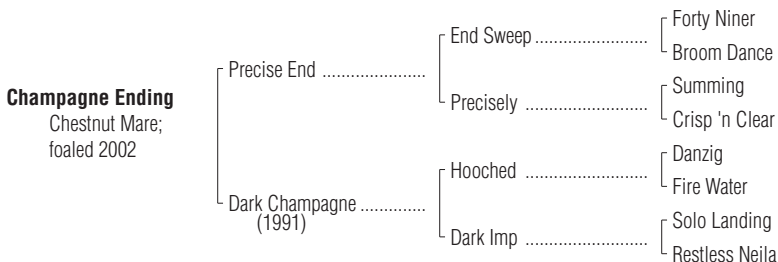 Forty Niner
End Sweep ........................
Broom Dance
Precise End ......................
Summing
Precisely ..........................
Crisp 'n Clear
Champagne Ending
Chestnut Mare;
foaled 2002
Danzig
Hooched ..........................
Fire Water
Dark Champagne ..............
(1991)
Solo Landing
Dark Imp ..........................
Restless Neila